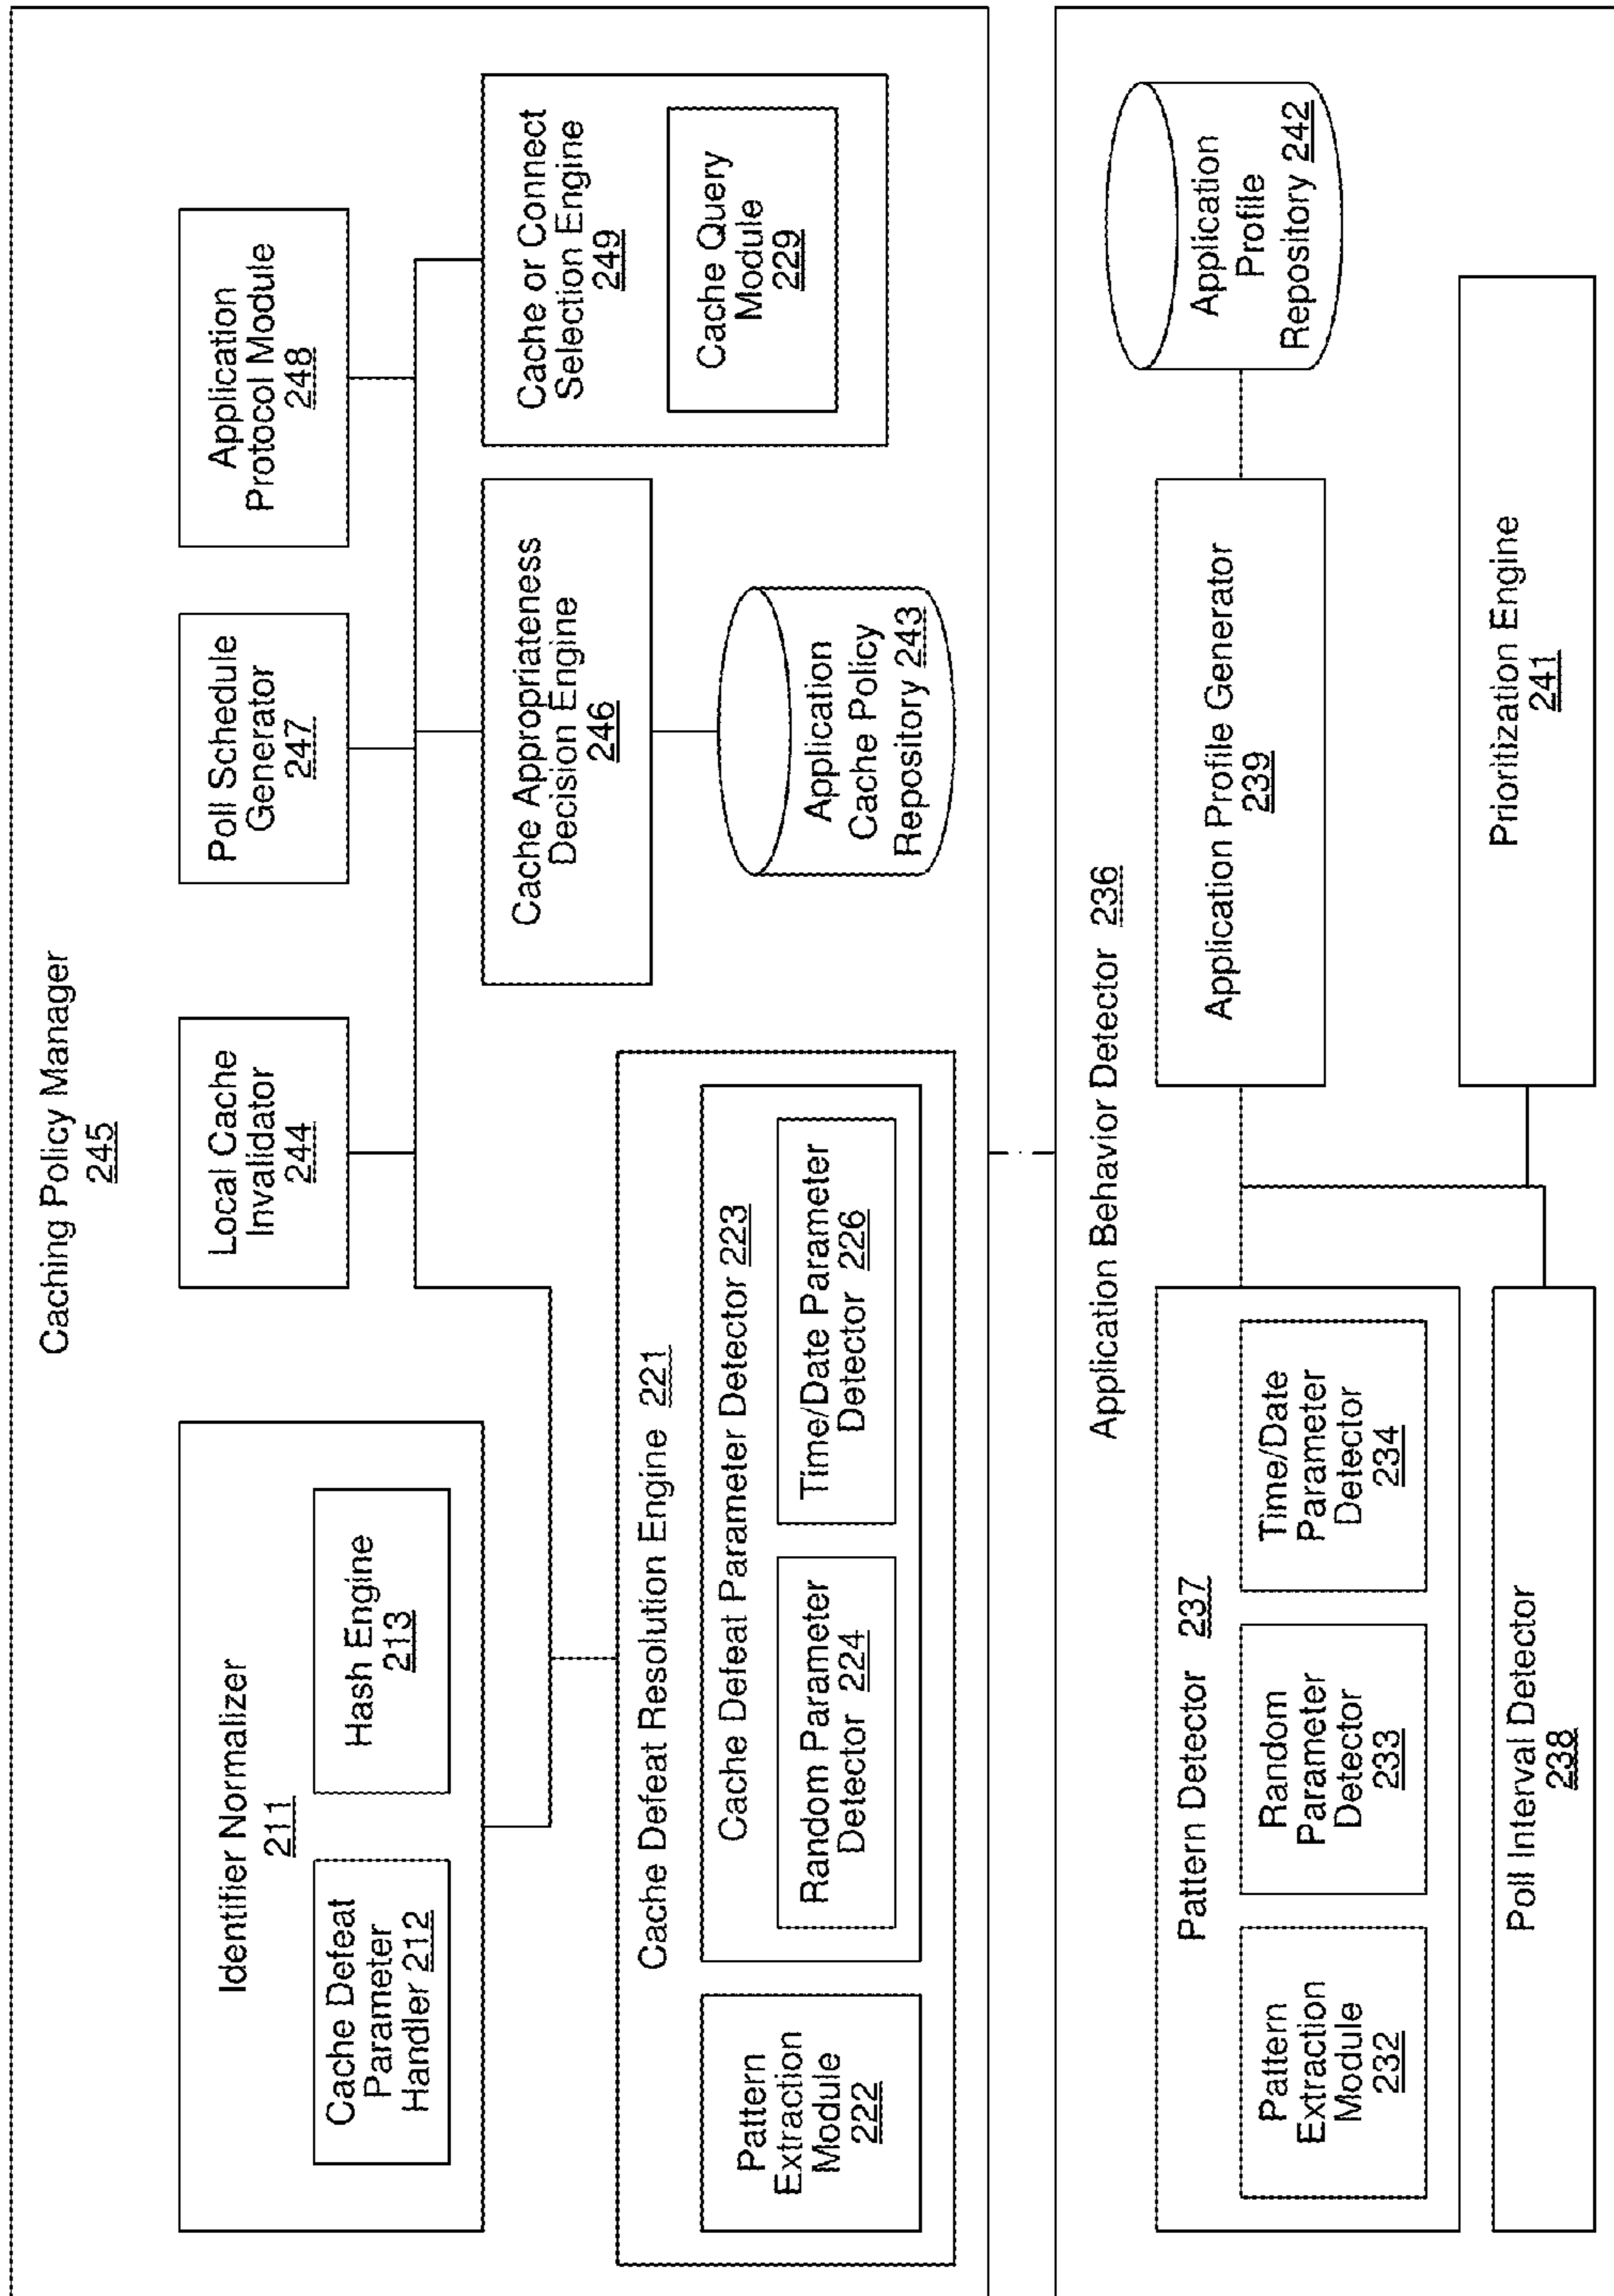 Caching Policy Manager
245
Identifier Normalizer
211
Cache Defeat
Parameter
Handler 212
Hash Engine
213
Local Cache
Invalidator
244
Poll Schedule
Generator
247
Application
Protocol Module
248
Cache Defeat Resolution Engine 221
Pattern
Extraction
Module
222
Cache Defeat Parameter Detector 223
Random Parameter
Detector 224
Time/Date Parameter
Detector 226
Cache Appropriateness
Decision Engine
246
Application
Cache Policy
Repository 243
Cache or Connect
Selection Engine
249
Cache Query
Module
229
Application Behavior Detector 236
Pattern Detector 237
Pattern
Extraction
Module
232
Random
Parameter
Detector
233
Time/Date
Parameter
Detector
234
Poll Interval Detector
238
Application Profile Generator
239
Application
Profile
Repository 242
Prioritization Engine
241